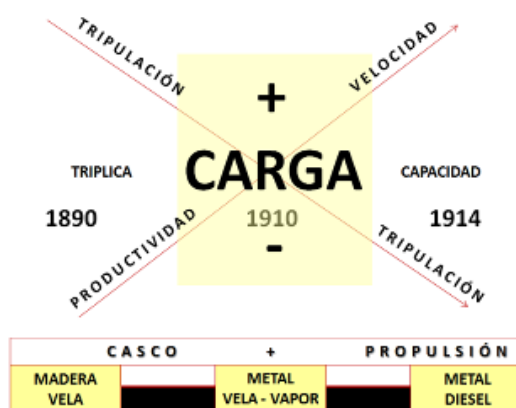 TRIPULACIÓN
VELOCIDAD
+
TRIPLICA
CARGA
CAPACIDAD
1890
1910
1914
-
PRODUCTIVIDAD
TRIPULACIÓN
CASCO + PROPULSIÓN
MADERA
VELA
METAL
VELA - VAPOR
METAL
DIESEL